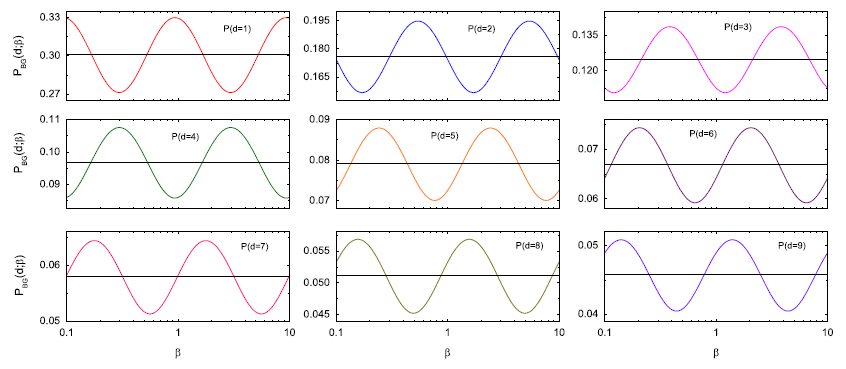 0.33
0.30
0.27
P_BG(d;β)
P(d=1)
0.195
0.180
0.165
P(d=2)
0.135
0.120
P(d=3)
0.11
0.10
0.09
P_BG(d;β)
P(d=4)
0.09
0.08
0.07
P(d=5)
0.07
0.06
P(d=6)
0.06
0.05
P_BG(d;β)
P(d=7)
0.1 1 10
β
0.055
0.050
0.045
P(d=8)
0.1 1 10
β
0.05
0.04
P(d=9)
0.1 1 10
β